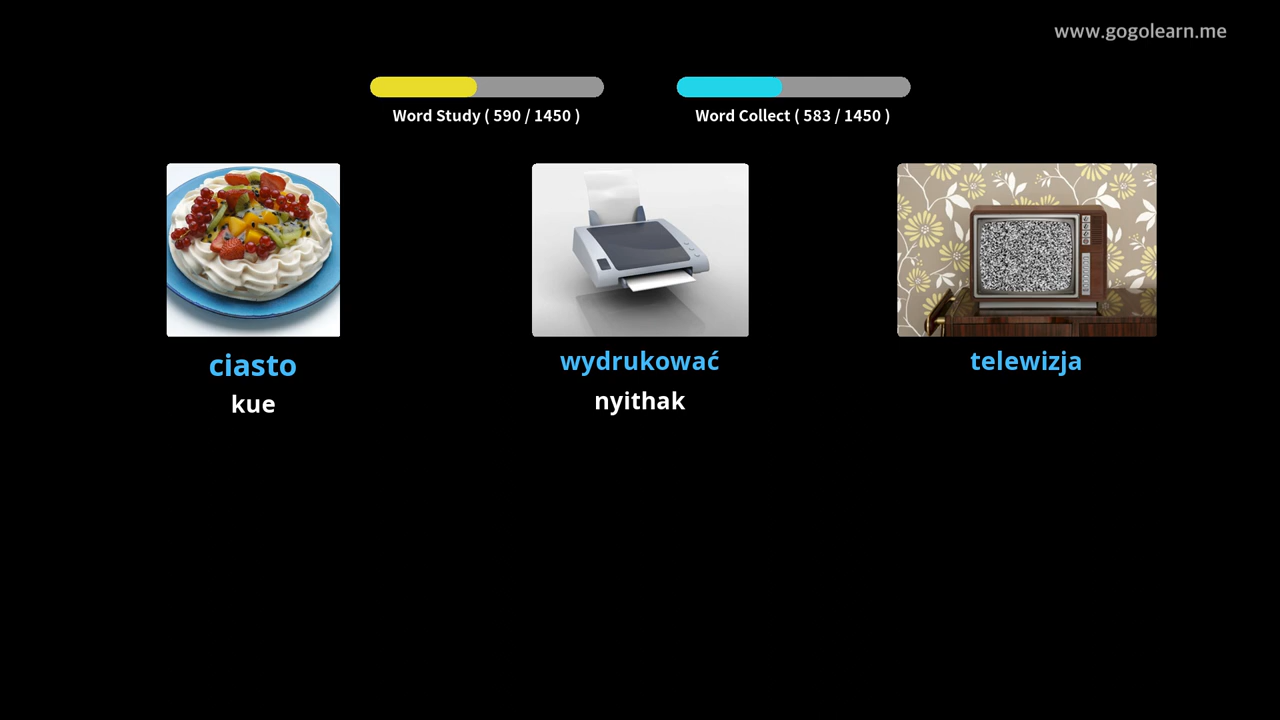 www.gogolearn.me
Word Study ( 590 / 1450 )
Word Collect ( 583 / 1450 )
ciasto
wydrukować
telewizja
kue
nyithak